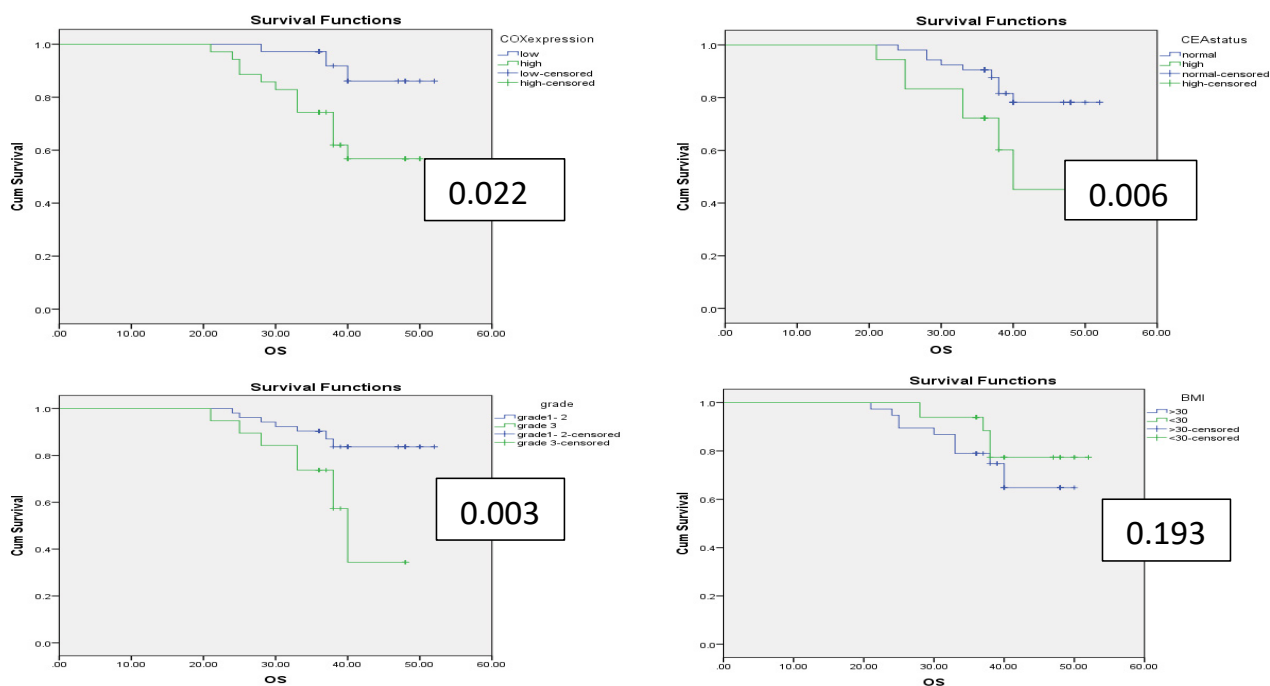 Survival Functions
COXexpression
low
high
low-censored
high-censored
1.0
0.8
0.6
0.4
0.2
0.0
Cum Survival
0.022
.00 10.00 20.00 30.00 40.00 50.00 60.00
OS
Survival Functions
CEAstatus
normal
high
normal-censored
high-censored
1.0
0.8
0.6
0.4
0.2
0.0
Cum Survival
0.006
.00 10.00 20.00 30.00 40.00 50.00 60.00
OS
Survival Functions
grade
grade1- 2
grade 3
grade1- 2-censored
grade 3-censored
1.0
0.8
0.6
0.4
0.2
0.0
Cum Survival
0.003
.00 10.00 20.00 30.00 40.00 50.00 60.00
OS
Survival Functions
BMI
>30
<30
>30-censored
<30-censored
1.0
0.8
0.6
0.4
0.2
0.0
Cum Survival
0.193
.00 10.00 20.00 30.00 40.00 50.00 60.00
OS